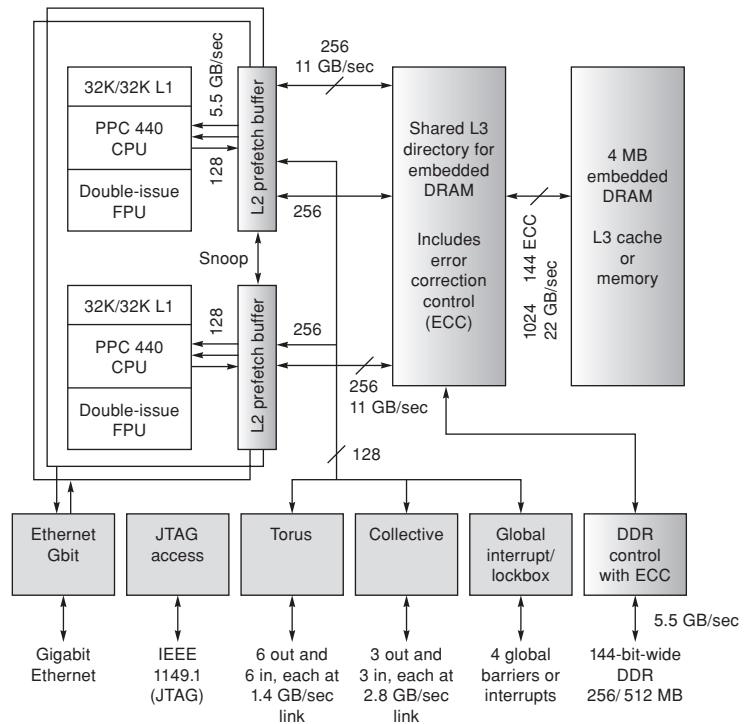 5.5 GB/sec
256
11 GB/sec
32K/32K L1
PPC 440
CPU
Double-issue
FPU
128
L2 prefetch buffer
256
Shared L3
directory for
embedded
DRAM
Includes
error
correction
control
(ECC)
1024 144 ECC
22 GB/sec
4 MB
embedded
DRAM
L3 cache
or
memory
Snoop
32K/32K L1
PPC 440
CPU
Double-issue
FPU
128
L2 prefetch buffer
256
256
11 GB/sec
128
Ethernet
Gbit
JTAG
access
Torus
Collective
Global
interrupt/
lockbox
DDR
control
with ECC
5.5 GB/sec
Gigabit
Ethernet
IEEE
1149.1
(JTAG)
6 out and
6 in, each at
1.4 GB/sec
link
3 out and
3 in, each at
2.8 GB/sec
link
4 global
barriers or
interrupts
144-bit-wide
DDR
256/ 512 MB